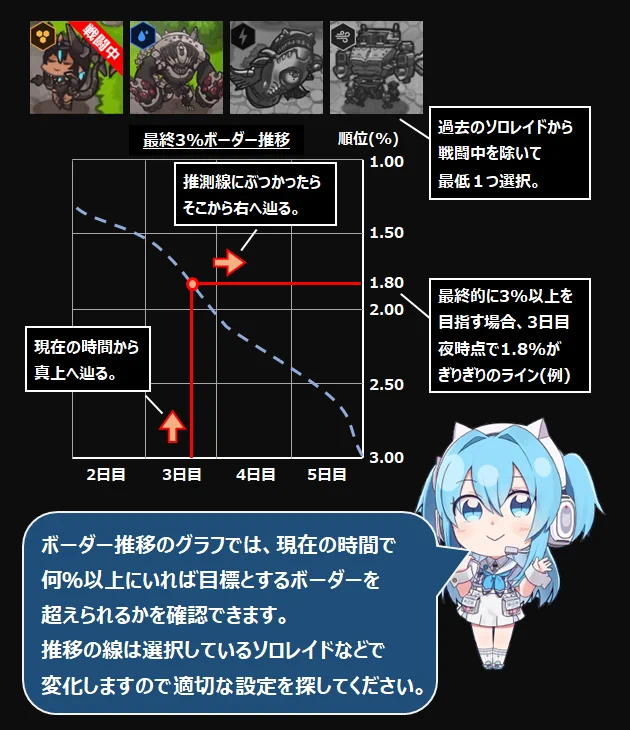 戦闘中
過去のソロレイドから
戦闘中を除いて
最低１つ選択。
最終3%ボーダー推移
順位(%)
1.00
推測線にぶつかったら
そこから右へ辿る。
1.50
1.80
最終的に3%以上を
目指す場合、3日目
夜時点で1.8%が
ぎりぎりのライン(例)
2.00
現在の時間から
真上へ辿る。
2.50
3.00
2日目 3日目 4日目 5日目
ボーダー推移のグラフでは、現在の時間で
何%以上にいれば目標とするボーダーを
超えられるかを確認できます。
推移の線は選択しているソロレイドなどで
変化しますので適切な設定を探してください。